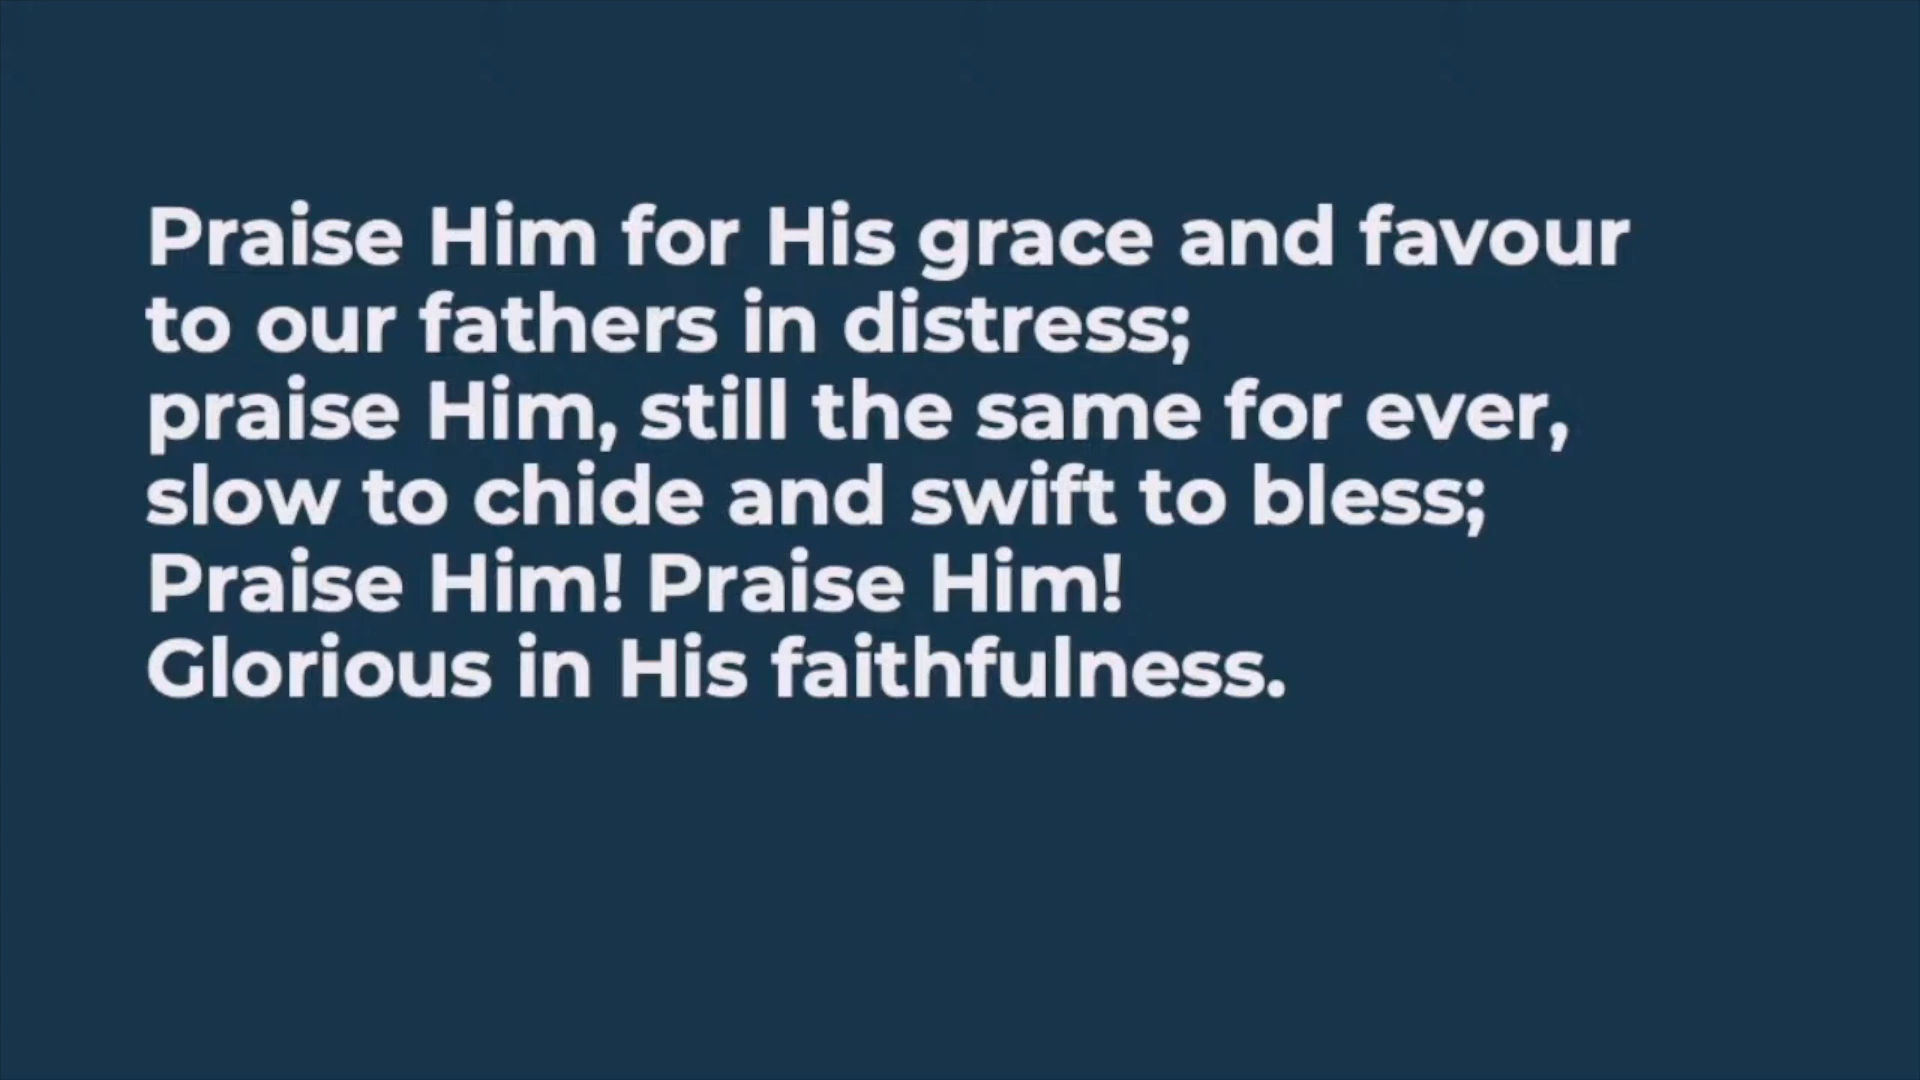 Praise Him for His grace and favour
to our fathers in distress;
praise Him, still the same for ever,
slow to chide and swift to bless;
Praise Him! Praise Him!
Glorious in His faithfulness.